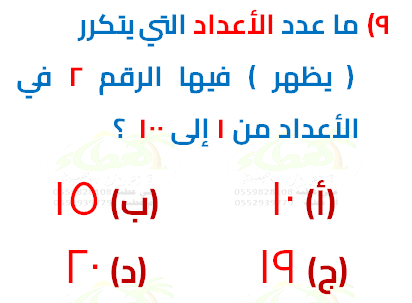 ٩) ما عدد الأعداد التي يتكرر
( يظهر ) فيها الرقم ٢ في
الأعداد من ١ إلى ١٠٠ ؟
(أ) ١٠ (ب) ١٥
(ج) ١٩ (د) ٢٠